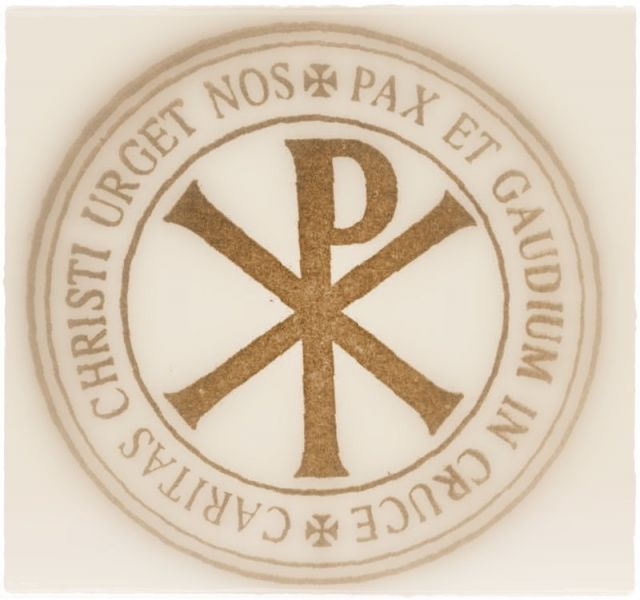 ✠ PAX ET GAUDIUM IN CRUCE
✠ CARITAS CHRISTI URGET NOS